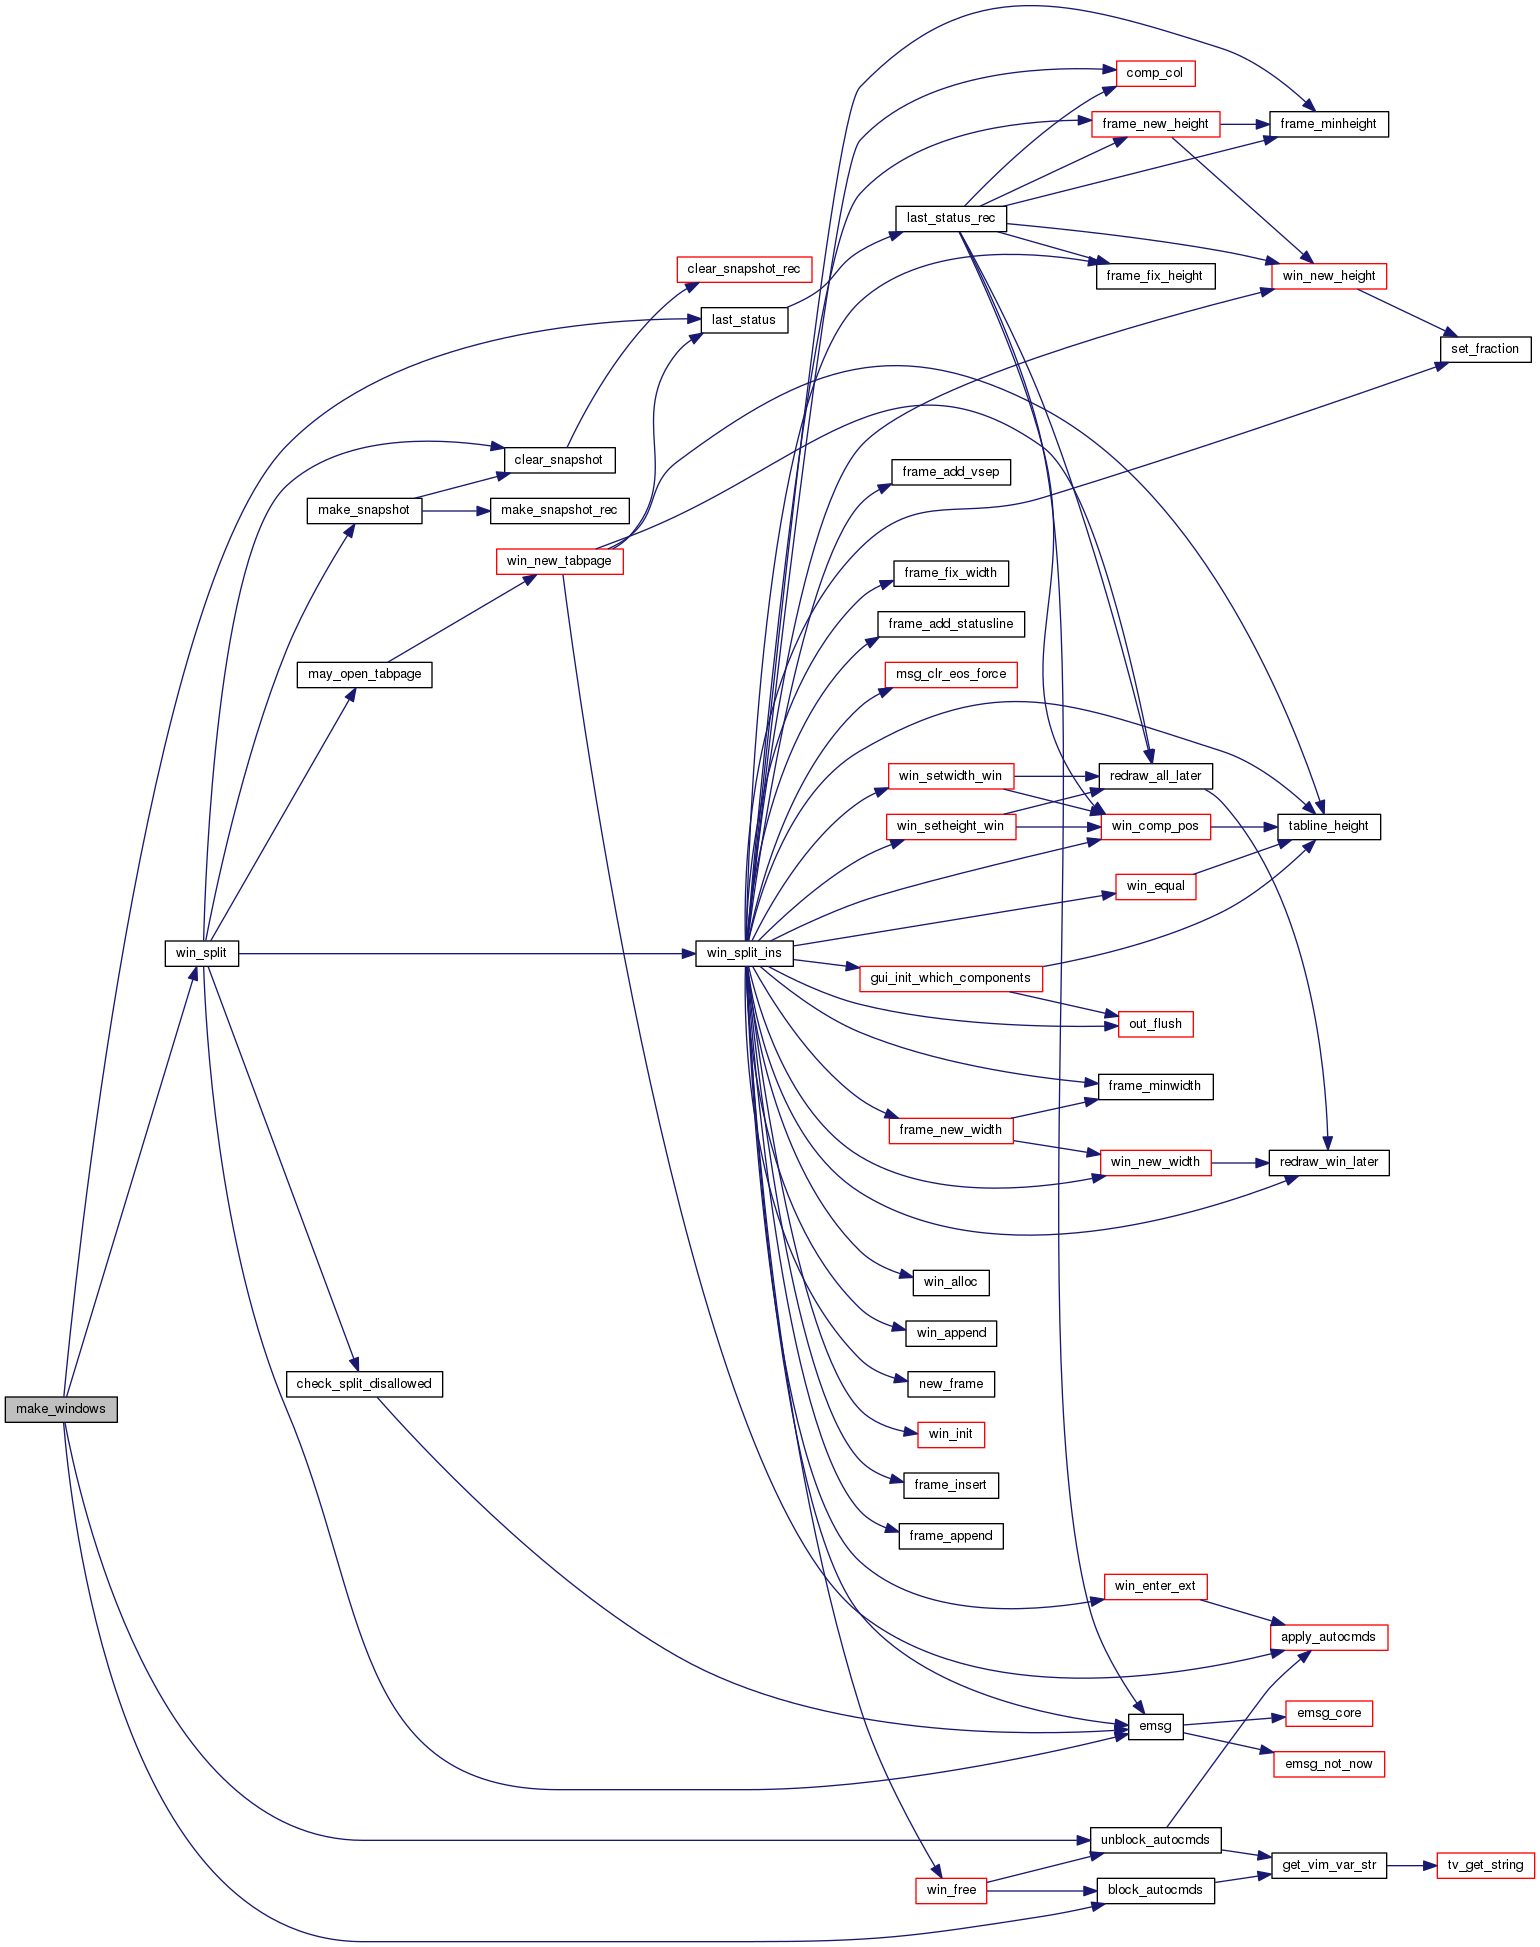 comp_col
frame_new_height
frame_minheight
last_status_rec
clear_snapshot_rec
frame_fix_height
win_new_height
last_status
set_fraction
clear_snapshot
frame_add_vsep
make_snapshot
make_snapshot_rec
win_new_tabpage
frame_fix_width
frame_add_statusline
may_open_tabpage
msg_clr_eos_force
win_setwidth_win
redraw_all_later
win_setheight_win
win_comp_pos
tabline_height
win_equal
win_split
win_split_ins
gui_init_which_components
out_flush
frame_minwidth
frame_new_width
win_new_width
redraw_win_later
win_alloc
win_append
check_split_disallowed
new_frame
make_windows
win_init
frame_insert
frame_append
win_enter_ext
apply_autocmds
emsg_core
emsg
emsg_not_now
unblock_autocmds
get_vim_var_str
tv_get_string
win_free
block_autocmds